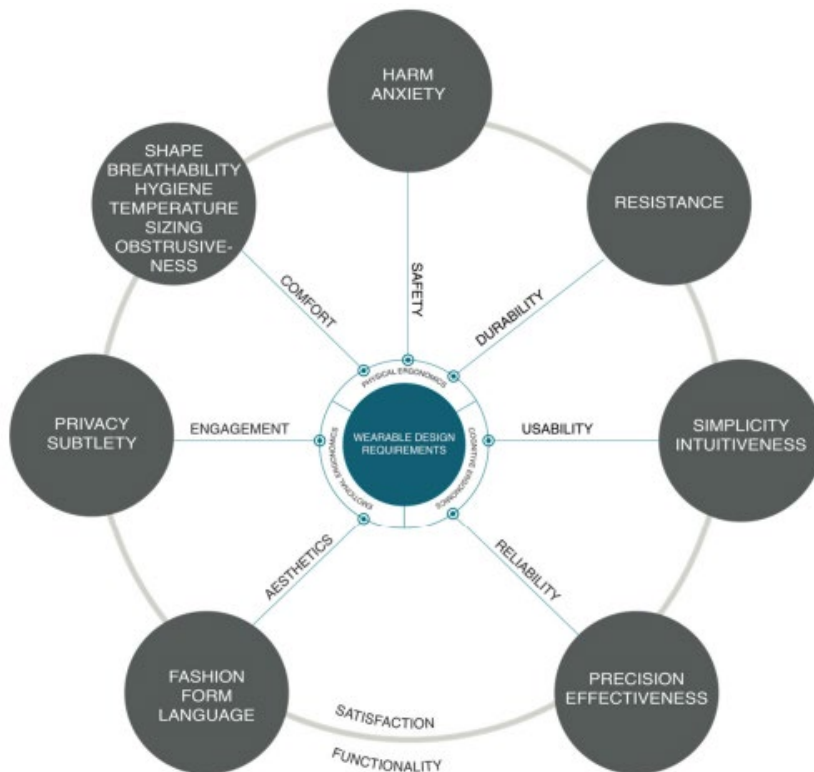 HARM
ANXIETY
SHAPE
BREATHABILITY
HYGIENE
TEMPERATURE
SIZING
OBSTRUSIVE-
NESS
RESISTANCE
COMFORT
SAFETY
DURABILITY
PHYSICAL ERGONOMICS
PRIVACY
SUBTLETY
ENGAGEMENT
EMOTIONAL ERGONOMICS
WEARABLE DESIGN
REQUIREMENTS
COGNITIVE ERGONOMICS
USABILITY
SIMPLICITY
INTUITIVENESS
AESTHETICS
RELIABILITY
FASHION
FORM
LANGUAGE
PRECISION
EFFECTIVENESS
SATISFACTION
FUNCTIONALITY